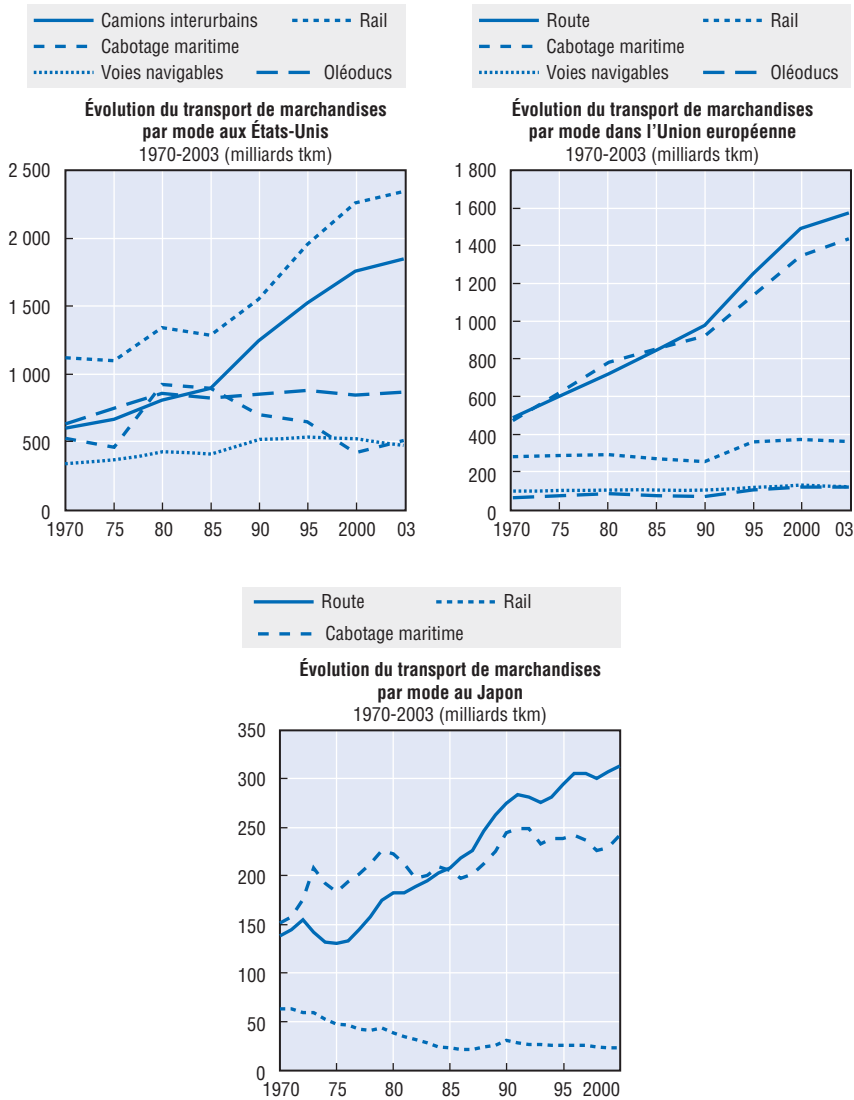 Camions interurbains Rail
Cabotage maritime
Voies navigables Oléoducs
Évolution du transport de marchandises
par mode aux États-Unis
1970-2003 (milliards tkm)
2 500
2 000
1 500
1 000
500
0
1970 75 80 85 90 95 2000 03
Route Rail
Cabotage maritime
Voies navigables Oléoducs
Évolution du transport de marchandises
par mode dans l'Union européenne
1970-2003 (milliards tkm)
1 800
1 600
1 400
1 200
1 000
800
600
400
200
0
1970 75 80 85 90 95 2000 03
Route Rail
Cabotage maritime
Évolution du transport de marchandises
par mode au Japon
1970-2003 (milliards tkm)
350
300
250
200
150
100
50
0
1970 75 80 85 90 95 2000